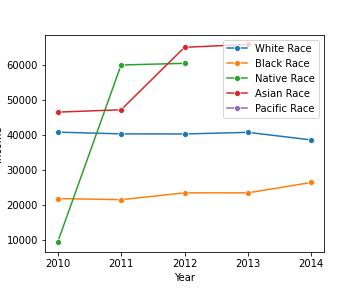 White Race
Black Race
Native Race
Asian Race
Pacific Race
60000
50000
40000
30000
20000
10000
2010 2011 2012 2013 2014
Year